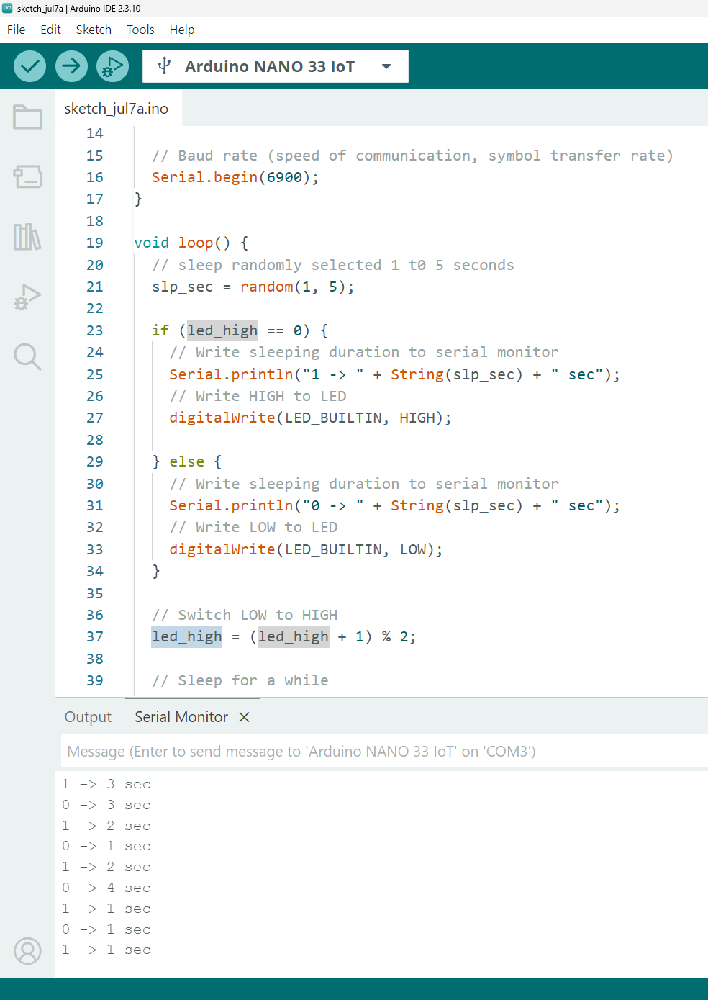 sketch_jul7a | Arduino IDE 2.3.10
File Edit Sketch Tools Help
Arduino NANO 33 IoT
sketch_jul7a.ino
14
15 // Baud rate (speed of communication, symbol transfer rate)
16 Serial.begin(6900);
17 }
18
19 void loop() {
20 // sleep randomly selected 1 t0 5 seconds
21 slp_sec = random(1, 5);
22
23 if (led_high == 0) {
24 // Write sleeping duration to serial monitor
25 Serial.println("1 -> " + String(slp_sec) + " sec");
26 // Write HIGH to LED
27 digitalWrite(LED_BUILTIN, HIGH);
28
29 } else {
30 // Write sleeping duration to serial monitor
31 Serial.println("0 -> " + String(slp_sec) + " sec");
32 // Write LOW to LED
33 digitalWrite(LED_BUILTIN, LOW);
34 }
35
36 // Switch LOW to HIGH
37 led_high = (led_high + 1) % 2;
38
39 // Sleep for a while
Output Serial Monitor
Message (Enter to send message to 'Arduino NANO 33 IoT' on 'COM3')
1 -> 3 sec
0 -> 3 sec
1 -> 2 sec
0 -> 1 sec
1 -> 2 sec
0 -> 4 sec
1 -> 1 sec
0 -> 1 sec
1 -> 1 sec